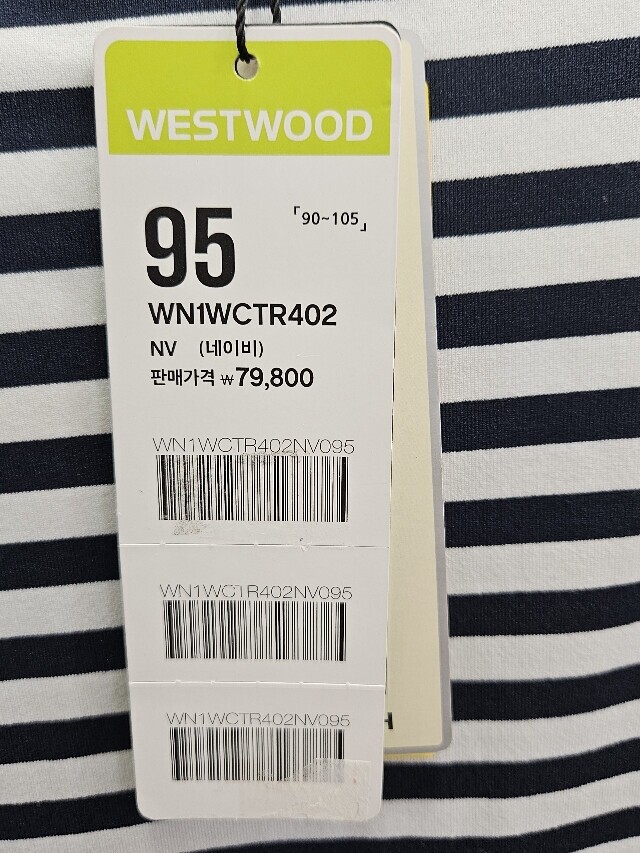 WESTWOOD
95 「90~105」
WN1WCTR402
NV (네이비)
판매가격 ₩79,800
WN1WCTR402NV095
WN1WCTR402NV095
WN1WCTR402NV095
H